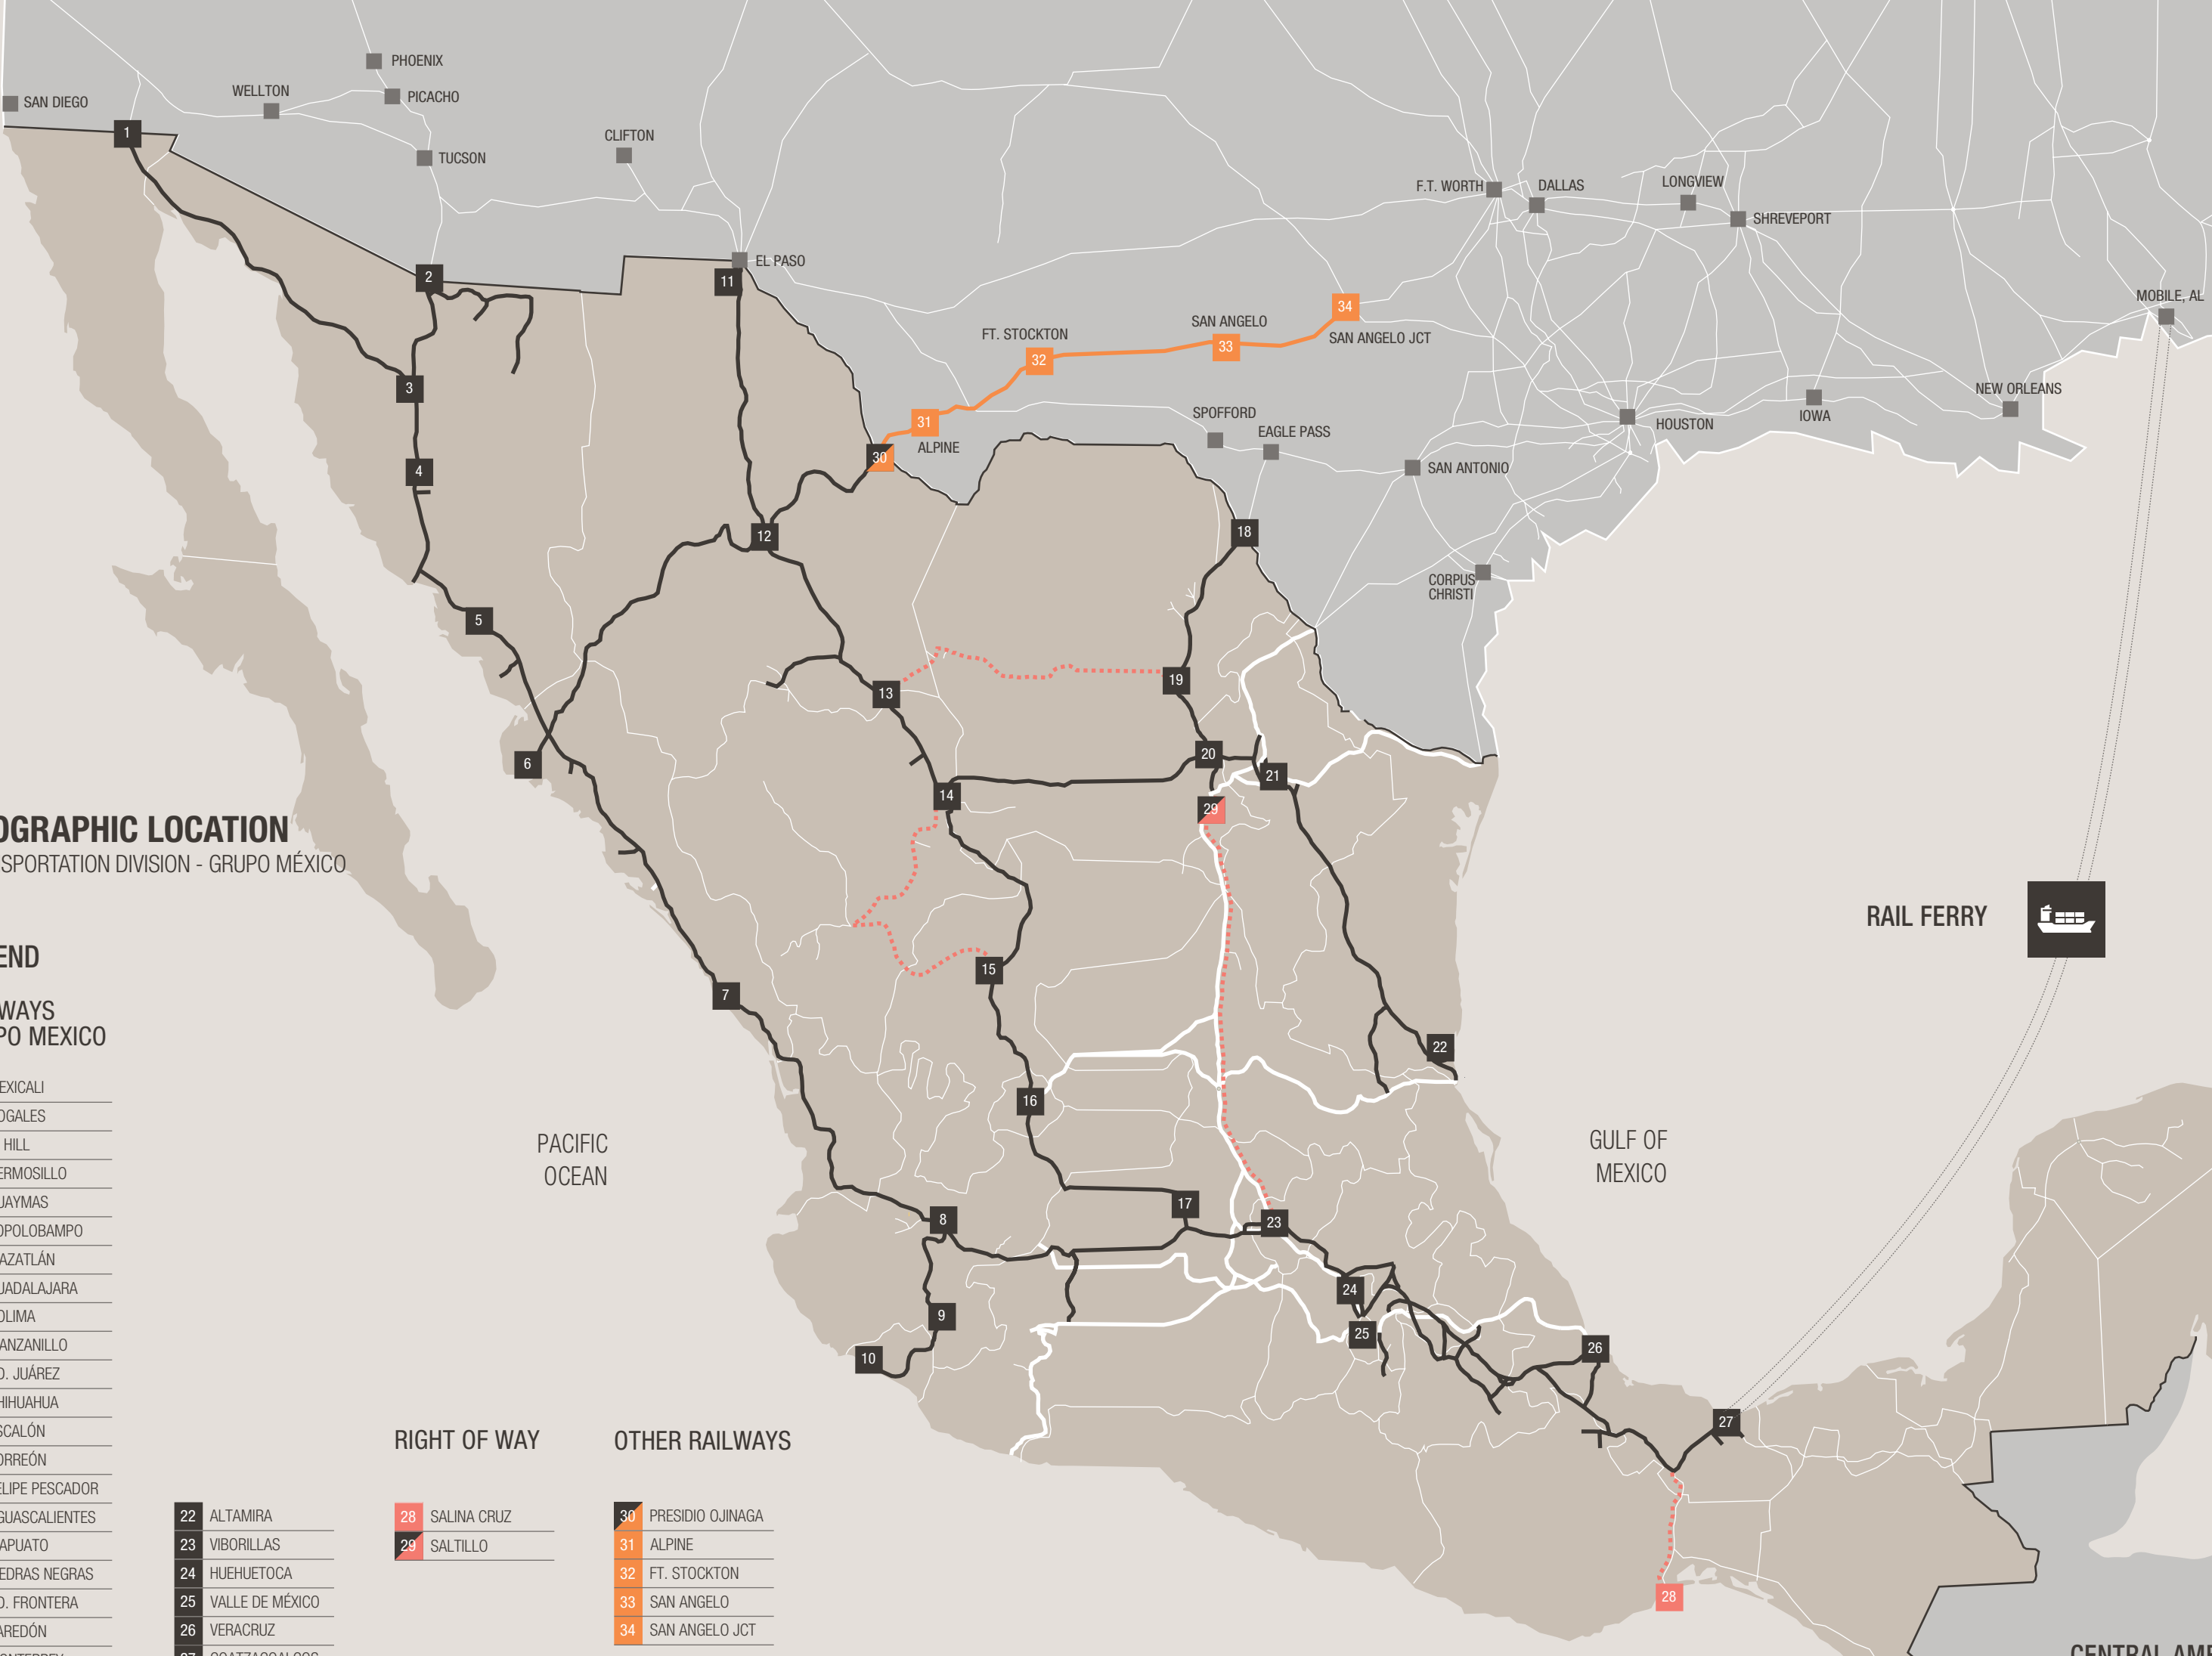 PHOENIX
SAN DIEGO
WELLTON
PICACHO
TUCSON
CLIFTON
1
2
11
EL PASO
F.T. WORTH
DALLAS
LONGVIEW
SHREVEPORT
MOBILE, AL
34
SAN ANGELO
FT. STOCKTON
33
SAN ANGELO JCT
32
3
31
ALPINE
30
SPOFFORD
EAGLE PASS
SAN ANTONIO
HOUSTON
IOWA
NEW ORLEANS
4
12
18
CORPUS
CHRISTI
5
19
13
6
20
21
14
29
OGRAPHIC LOCATION
NSPORTATION DIVISION - GRUPO MÉXICO
RAIL FERRY
END
15
7
WAYS
PO MEXICO
22
16
PACIFIC
OCEAN
GULF OF
MEXICO
17
8
23
24
9
25
10
26
27
28
EXICALI
OGALES
HILL
ERMOSILLO
UAYMAS
OPOLOBAMPO
AZATLÁN
UADALAJARA
OLIMA
ANZANILLO
D. JUÁREZ
HIHUAHUA
SCALÓN
ORREÓN
ELIPE PESCADOR
GUASCALIENTES
APUATO
EDRAS NEGRAS
D. FRONTERA
AREDÓN
22 ALTAMIRA
23 VIBORILLAS
24 HUEHUETOCA
25 VALLE DE MÉXICO
26 VERACRUZ
RIGHT OF WAY
28 SALINA CRUZ
29 SALTILLO
OTHER RAILWAYS
30 PRESIDIO OJINAGA
31 ALPINE
32 FT. STOCKTON
33 SAN ANGELO
34 SAN ANGELO JCT
CENTRAL AME